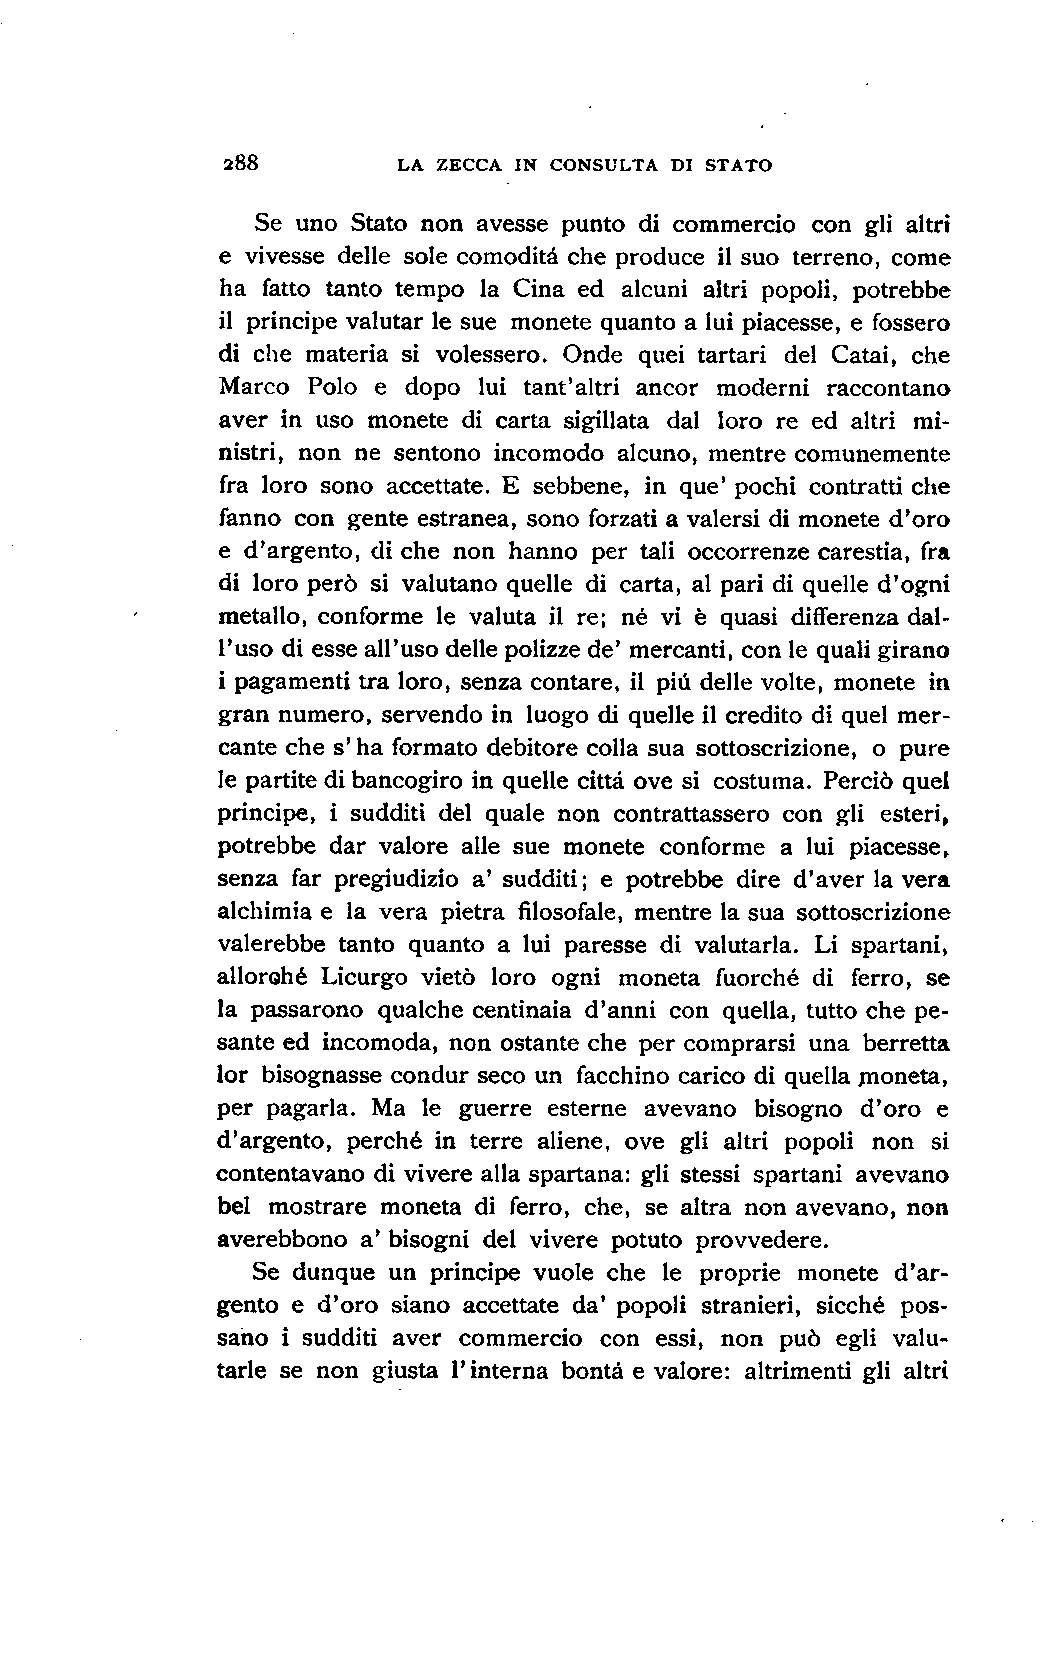 288 LA ZECCA IN CONSULTA DI STATO
Se uno Stato non avesse punto di commercio con gli altri
e vivesse delle sole comoditá che produce il suo terreno, come
ha fatto tanto tempo la Cina ed alcuni altri popoli, potrebbe
il principe valutar le sue monete quanto a lui piacesse, e fossero
di che materia si volessero. Onde quei tartari del Catai, che
Marco Polo e dopo lui tant'altri ancor moderni raccontano
aver in uso monete di carta sigillata dal loro re ed altri mi-
nistri, non ne sentono incomodo alcuno, mentre comunemente
fra loro sono accettate. E sebbene, in que' pochi contratti che
fanno con gente estranea, sono forzati a valersi di monete d'oro
e d'argento, di che non hanno per tali occorrenze carestia, fra
di loro però si valutano quelle di carta, al pari di quelle d'ogni
metallo, conforme le valuta il re; né vi è quasi differenza dal-
l'uso di esse all'uso delle polizze de' mercanti, con le quali girano
i pagamenti tra loro, senza contare, il piú delle volte, monete in
gran numero, servendo in luogo di quelle il credito di quel mer-
cante che s'ha formato debitore colla sua sottoscrizione, o pure
le partite di bancogiro in quelle cittá ove si costuma. Perciò quel
principe, i sudditi del quale non contrattassero con gli esteri,
potrebbe dar valore alle sue monete conforme a lui piacesse,
senza far pregiudizio a' sudditi; e potrebbe dire d'aver la vera
alchimia e la vera pietra filosofale, mentre la sua sottoscrizione
valerebbe tanto quanto a lui paresse di valutarla. Li spartani,
allorché Licurgo vietò loro ogni moneta fuorché di ferro, se
la passarono qualche centinaia d'anni con quella, tutto che pe-
sante ed incomoda, non ostante che per comprarsi una berretta
lor bisognasse condur seco un facchino carico di quella moneta,
per pagarla. Ma le guerre esterne avevano bisogno d'oro e
d'argento, perché in terre aliene, ove gli altri popoli non si
contentavano di vivere alla spartana: gli stessi spartani avevano
bel mostrare moneta di ferro, che, se altra non avevano, non
averebbono a' bisogni del vivere potuto provvedere.
Se dunque un principe vuole che le proprie monete d'ar-
gento e d'oro siano accettate da' popoli stranieri, sicché pos-
sano i sudditi aver commercio con essi, non può egli valu-
tarle se non giusta l'interna bontá e valore: altrimenti gli altri